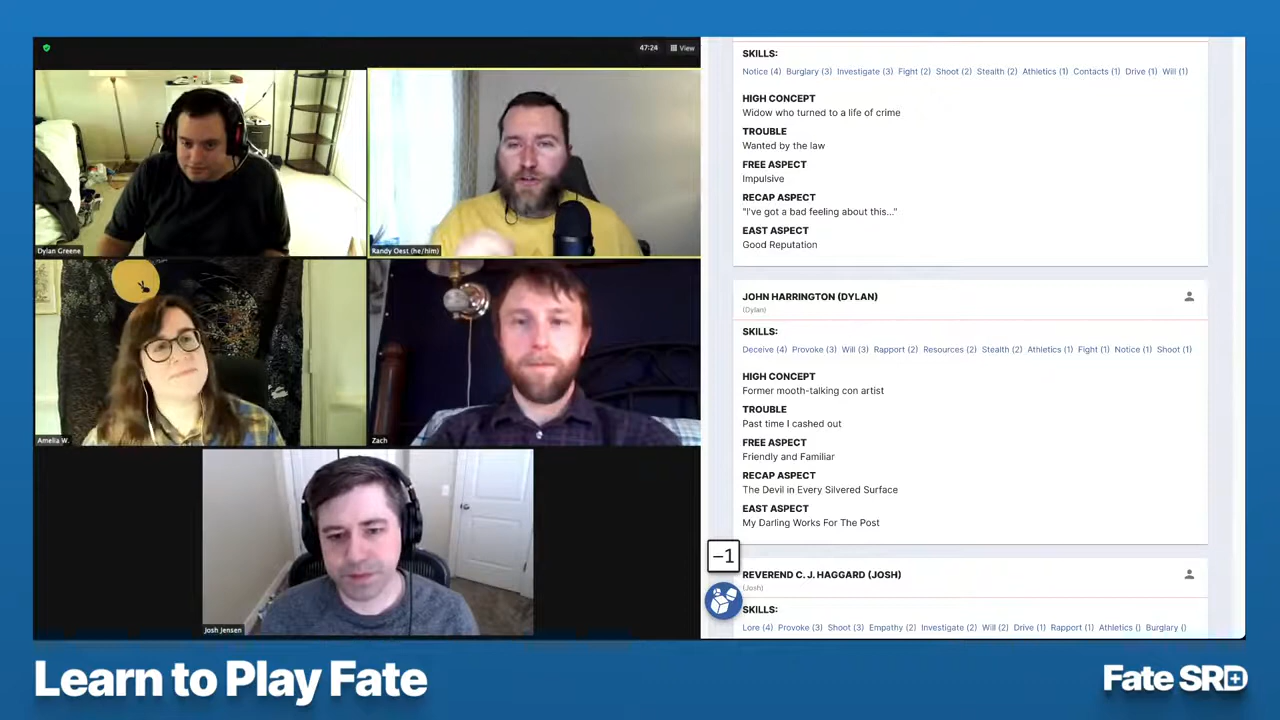 47:24
View
Dylan Greene
Randy Oest (he/him)
Amelia W.
Zach
Josh Jensen
SKILLS:
Notice (4) Burglary (3) Investigate (3) Fight (2) Shoot (2) Stealth (2) Athletics (1) Contacts (1) Drive (1) Will (1)
HIGH CONCEPT
Widow who turned to a life of crime
TROUBLE
Wanted by the law
FREE ASPECT
Impulsive
RECAP ASPECT
"I've got a bad feeling about this..."
EAST ASPECT
Good Reputation
JOHN HARRINGTON (DYLAN)
(Dylan)
SKILLS:
Deceive (4) Provoke (3) Will (3) Rapport (2) Resources (2) Stealth (2) Athletics (1) Fight (1) Notice (1) Shoot (1)
HIGH CONCEPT
Former mooth-talking con artist
TROUBLE
Past time I cashed out
FREE ASPECT
Friendly and Familiar
RECAP ASPECT
The Devil in Every Silvered Surface
EAST ASPECT
My Darling Works For The Post
–1
REVEREND C. J. HAGGARD (JOSH)
(Josh)
SKILLS:
Lore (4) Provoke (3) Shoot (3) Empathy (2) Investigate (2) Will (2) Drive (1) Rapport (1) Athletics () Burglary ()
Learn to Play Fate
Fate SRD